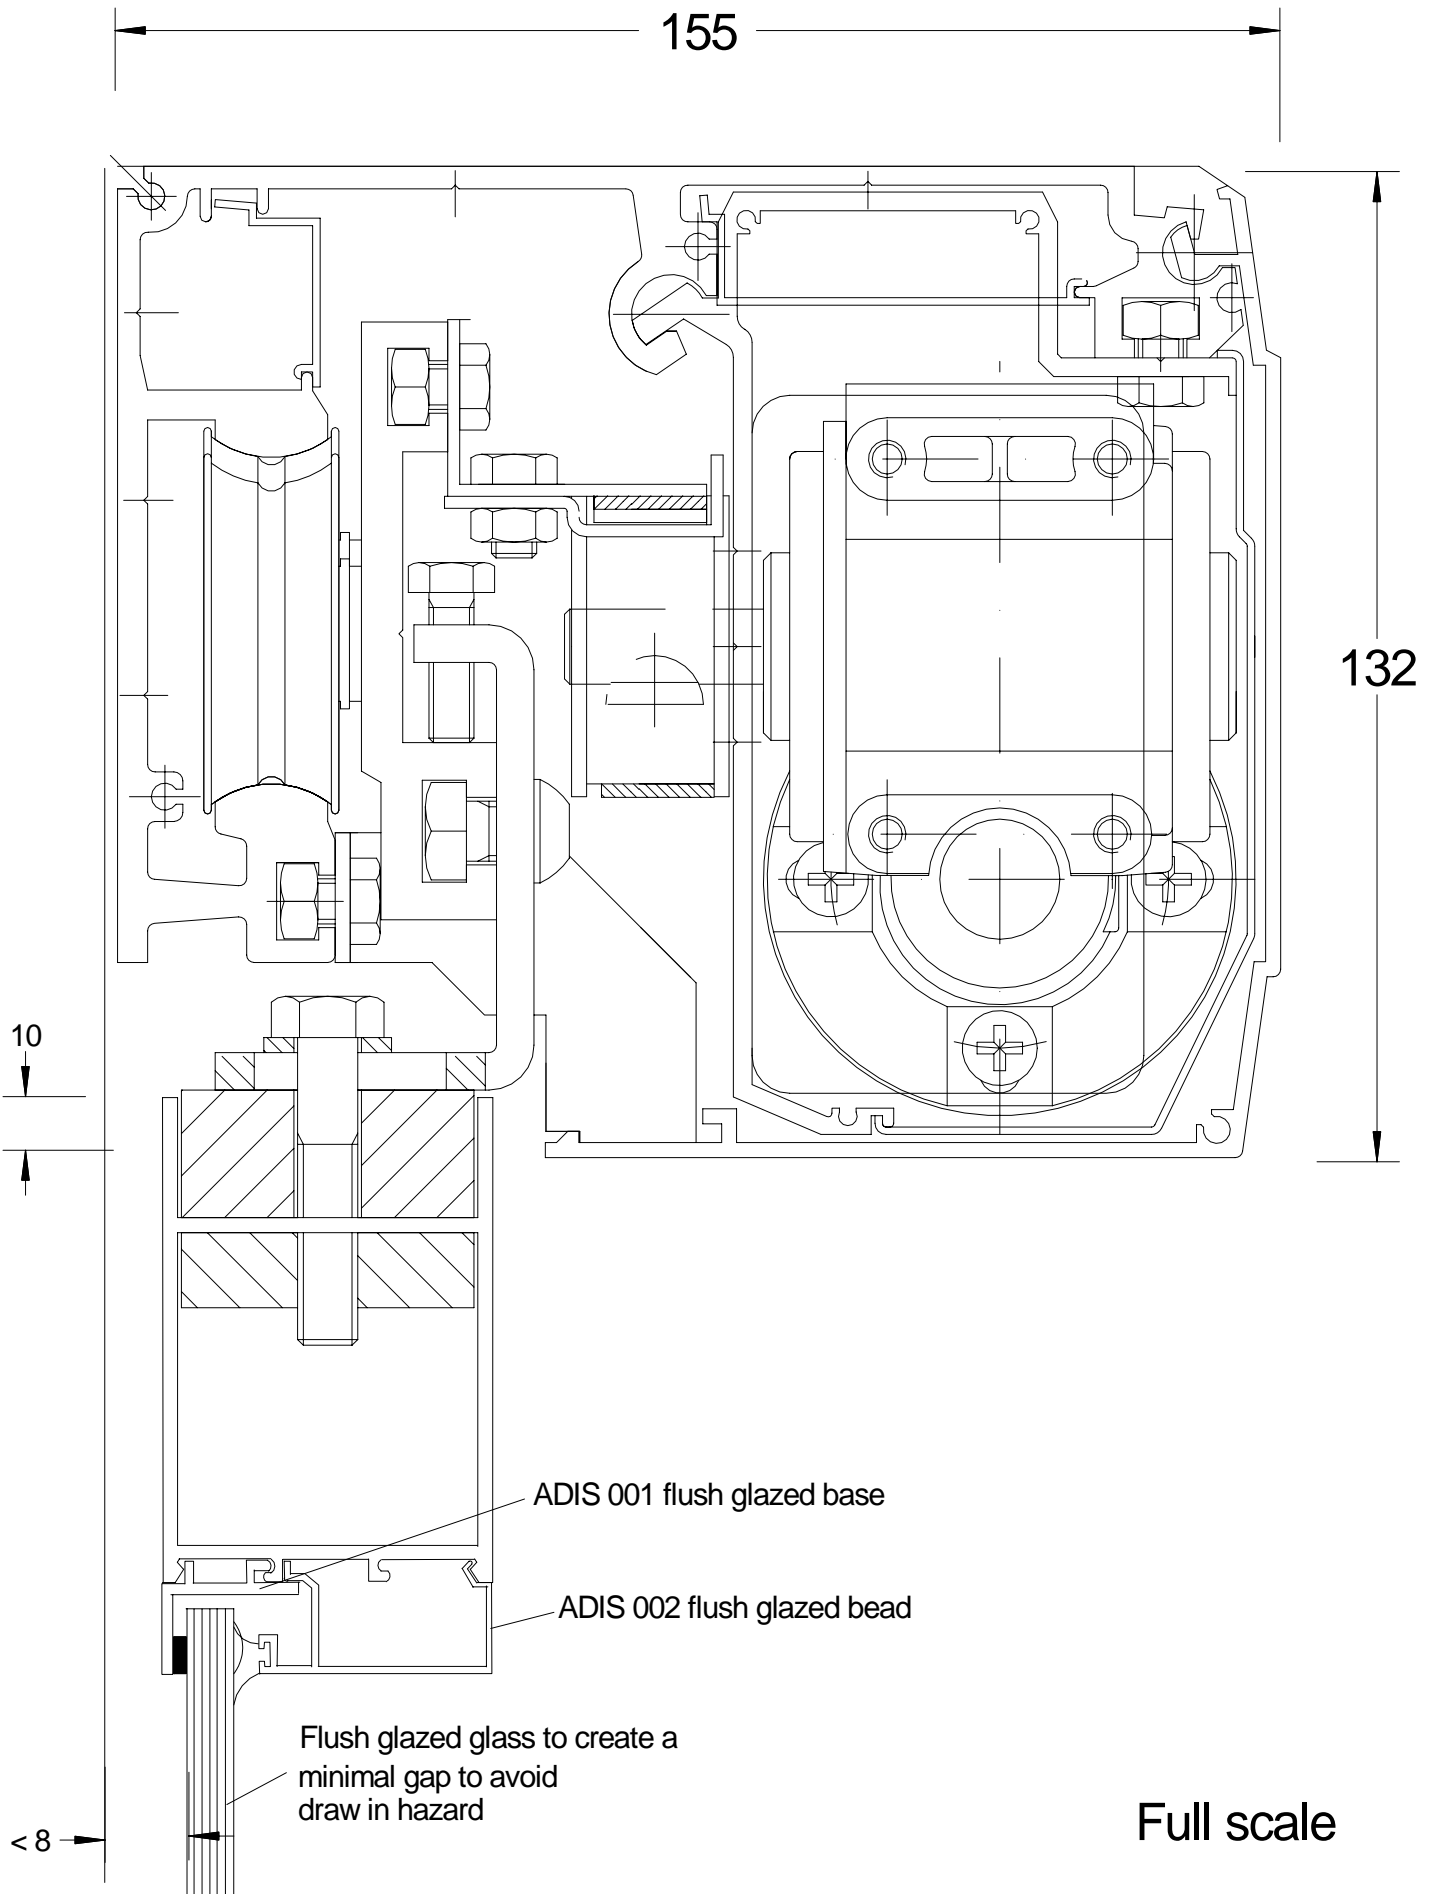 155
132
10
ADIS 001 flush glazed base
ADIS 002 flush glazed bead
Flush glazed glass to create a
minimal gap to avoid
draw in hazard
Full scale
< 8